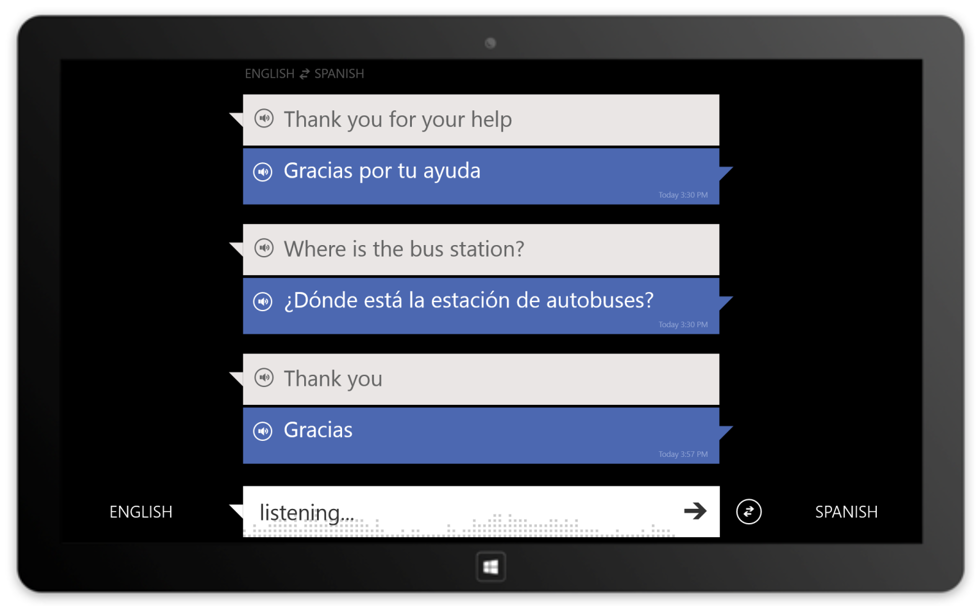 ENGLISH ⇄ SPANISH
Thank you for your help
Gracias por tu ayuda
Today 3:30 PM
Where is the bus station?
¿Dónde está la estación de autobuses?
Today 3:30 PM
Thank you
Gracias
Today 3:57 PM
ENGLISH listening... SPANISH